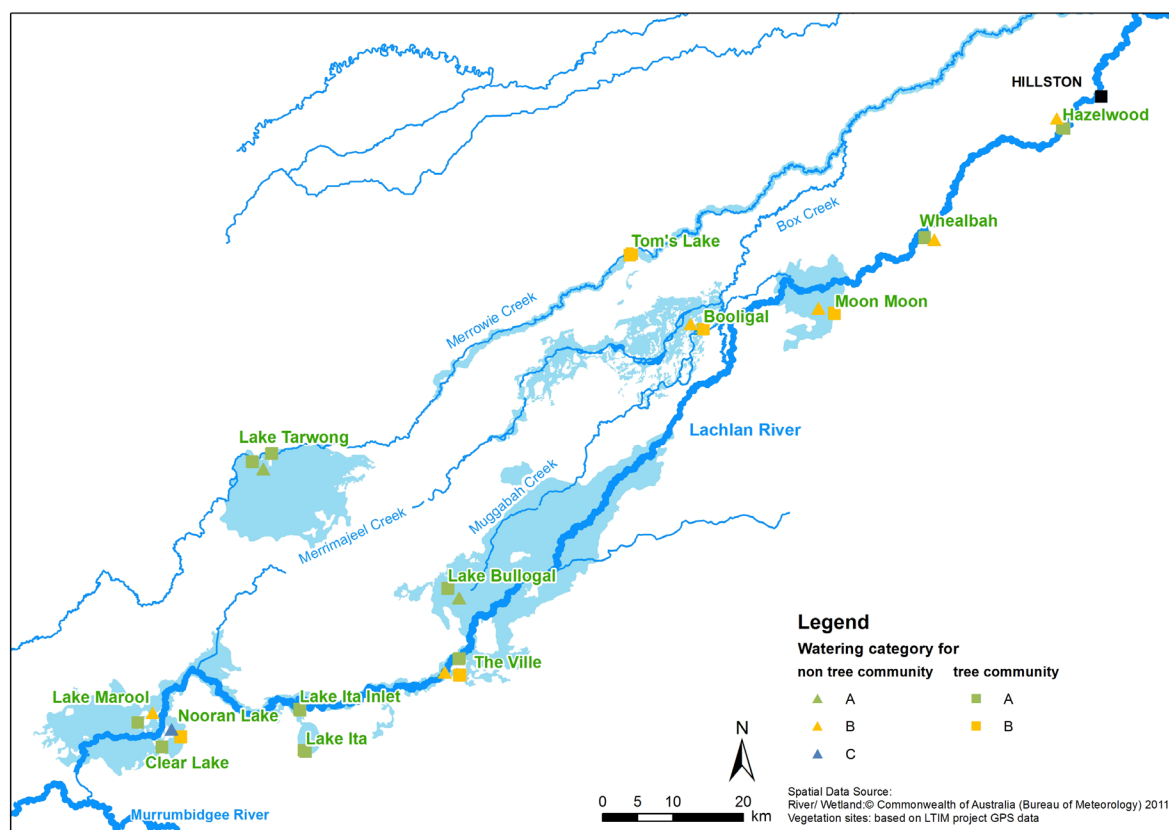 HILLSTON
Hazelwood
Box Creek
Whealbah
Tom's Lake
Moon Moon
Merrowie Creek
Booligal
Lachlan River
Lake Tarwong
Muggabah Creek
Merrimajeel Creek
Lake Bullogal
The Ville
Lake Marool
Lake Ita Inlet
Nooran Lake
Lake Ita
Clear Lake
Murrumbidgee River
Legend
Watering category for
non tree community tree community
A A
B B
C
N
0 5 10 20
km
Spatial Data Source:
River/ Wetland:© Commonwealth of Australia (Bureau of Meteorology) 2011
Vegetation sites: based on LTIM project GPS data